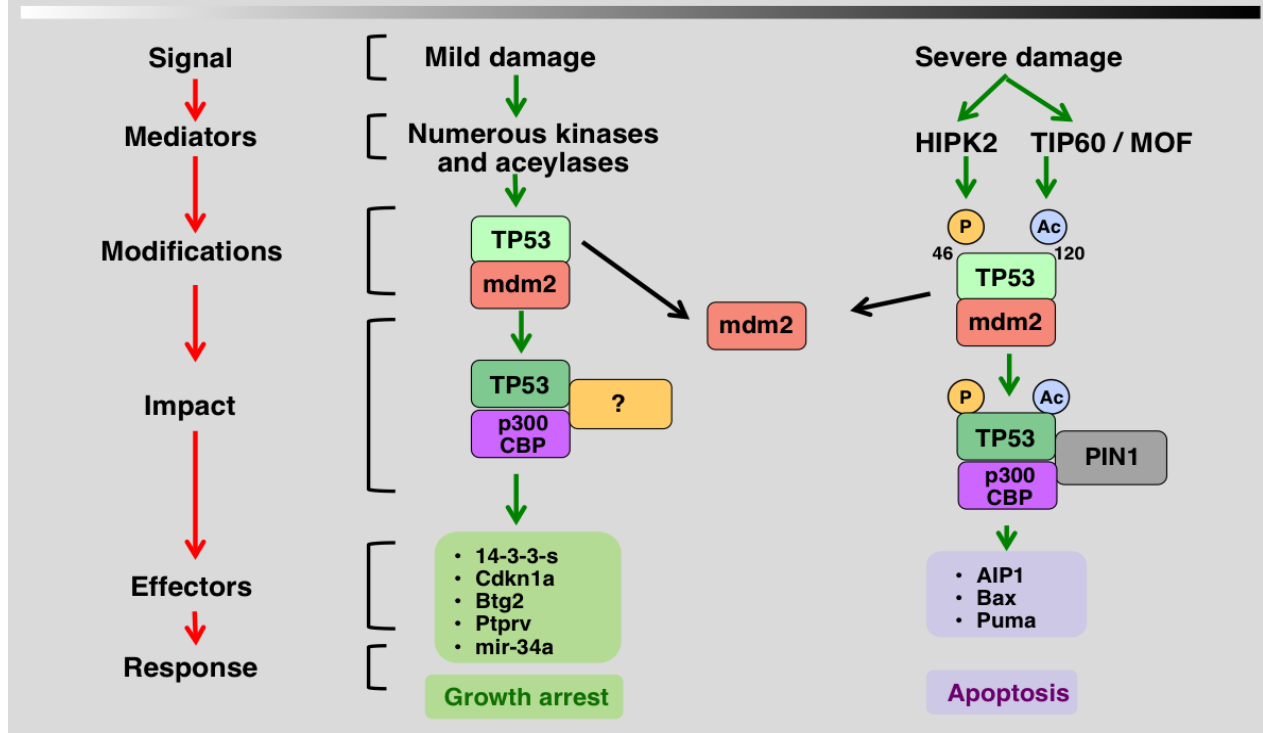 Signal
Mediators
Modifications
Impact
Effectors
Response
Mild damage
Numerous kinases
and aceylases
TP53
mdm2
mdm2
TP53
?
p300
CBP
• 14-3-3-s
• Cdkn1a
• Btg2
• Ptprv
• mir-34a
Growth arrest
Severe damage
HIPK2 TIP60 / MOF
P Ac
46 120
TP53
mdm2
P Ac
TP53
PIN1
p300
CBP
• AIP1
• Bax
• Puma
Apoptosis